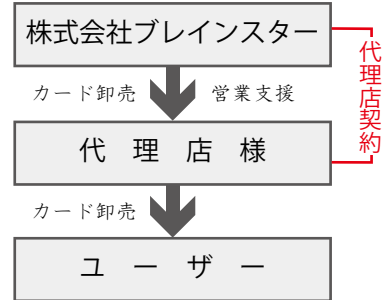 株式会社ブレインスター
カード卸売 営業支援
代理店契約
代 理 店 様
カード卸売
ユ ー ザ ー